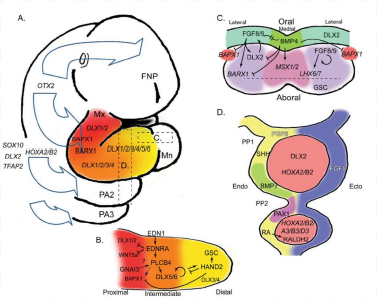 A.
OTX2
FNP
Mx
DLX1/2
BAPX1
BARX1
DLX1/2/3/4/5/6
DLX1/2/3/4
C.
D.
Mn
SOX10
DLX2
TFAP2
HOXA2/B2
PA2
PA3
B.
EDN1
DLX1/2
EDNRA
WNT5a
?
GNAI3
PLCB4
BAPX1
DLX5/6
GSC
HAND2
DLX3/4
Proximal
Intermediate
Distal
C.
Lateral
Oral
Medial
Lateral
FGF8/9
BMP4
DLX2
BAPX1
DLX2
FGF8/9
BAPX1
BARX1
MSX1/2
LHX6/7
GSC
Aboral
D.
PP1
FGF8
SHH
DLX2
HOXA2/B2
FGF
Endo
BMP7
Ecto
PP2
PAX1
HOXA2/B2
A3/B3/D3
RA
RALDH2